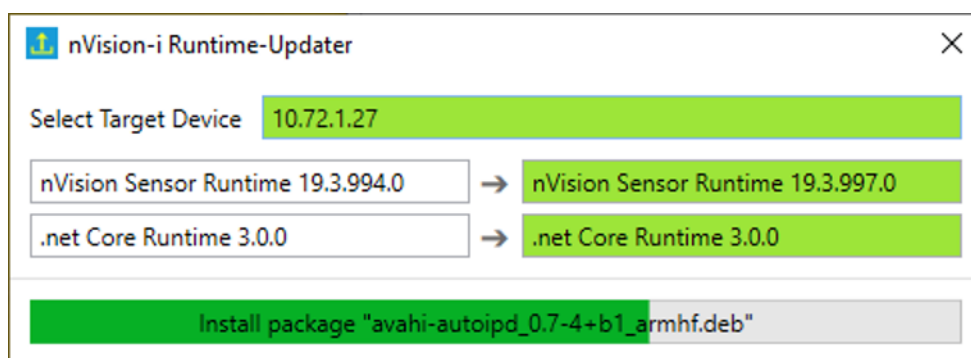 nVision-i Runtime-Updater
Select Target Device 10.72.1.27
nVision Sensor Runtime 19.3.994.0 → nVision Sensor Runtime 19.3.997.0
.net Core Runtime 3.0.0 → .net Core Runtime 3.0.0
Install package "avahi-autoipd_0.7-4+b1_armhf.deb"